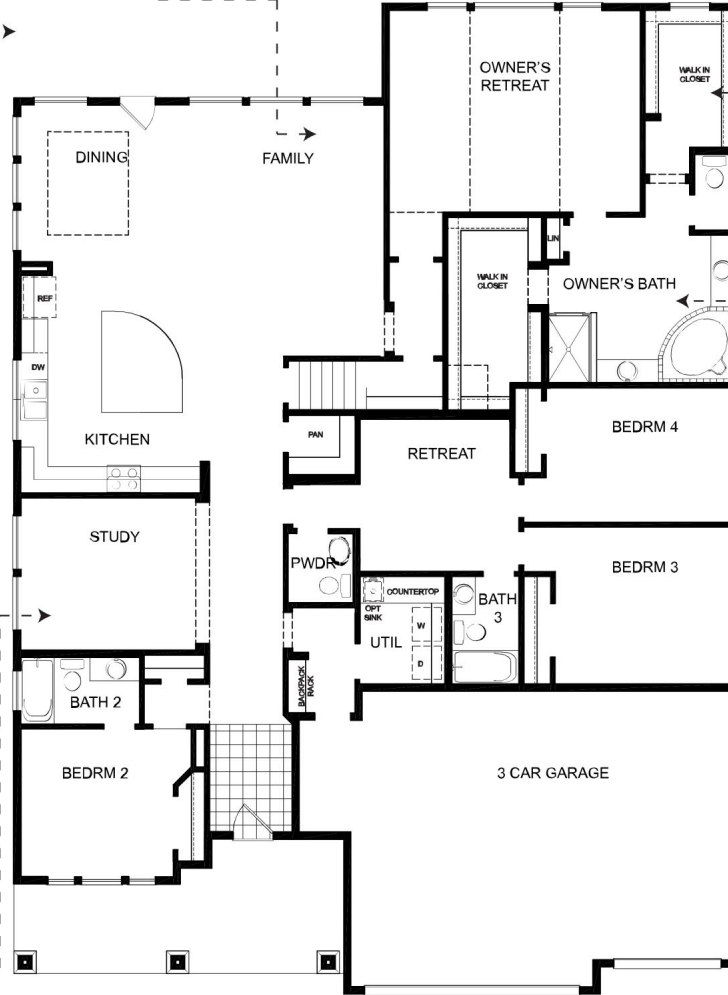 OWNER'S
RETREAT
WALK IN
CLOSET
DINING
FAMILY
LIN
WALK IN
CLOSET
OWNER'S BATH
REF
DW
KITCHEN
PAN
RETREAT
BEDRM 4
STUDY
PWDR
BEDRM 3
COUNTERTOP
OPT
SINK
W
BATH
3
UTIL
D
BACKPACK
RACK
BATH 2
BEDRM 2
3 CAR GARAGE